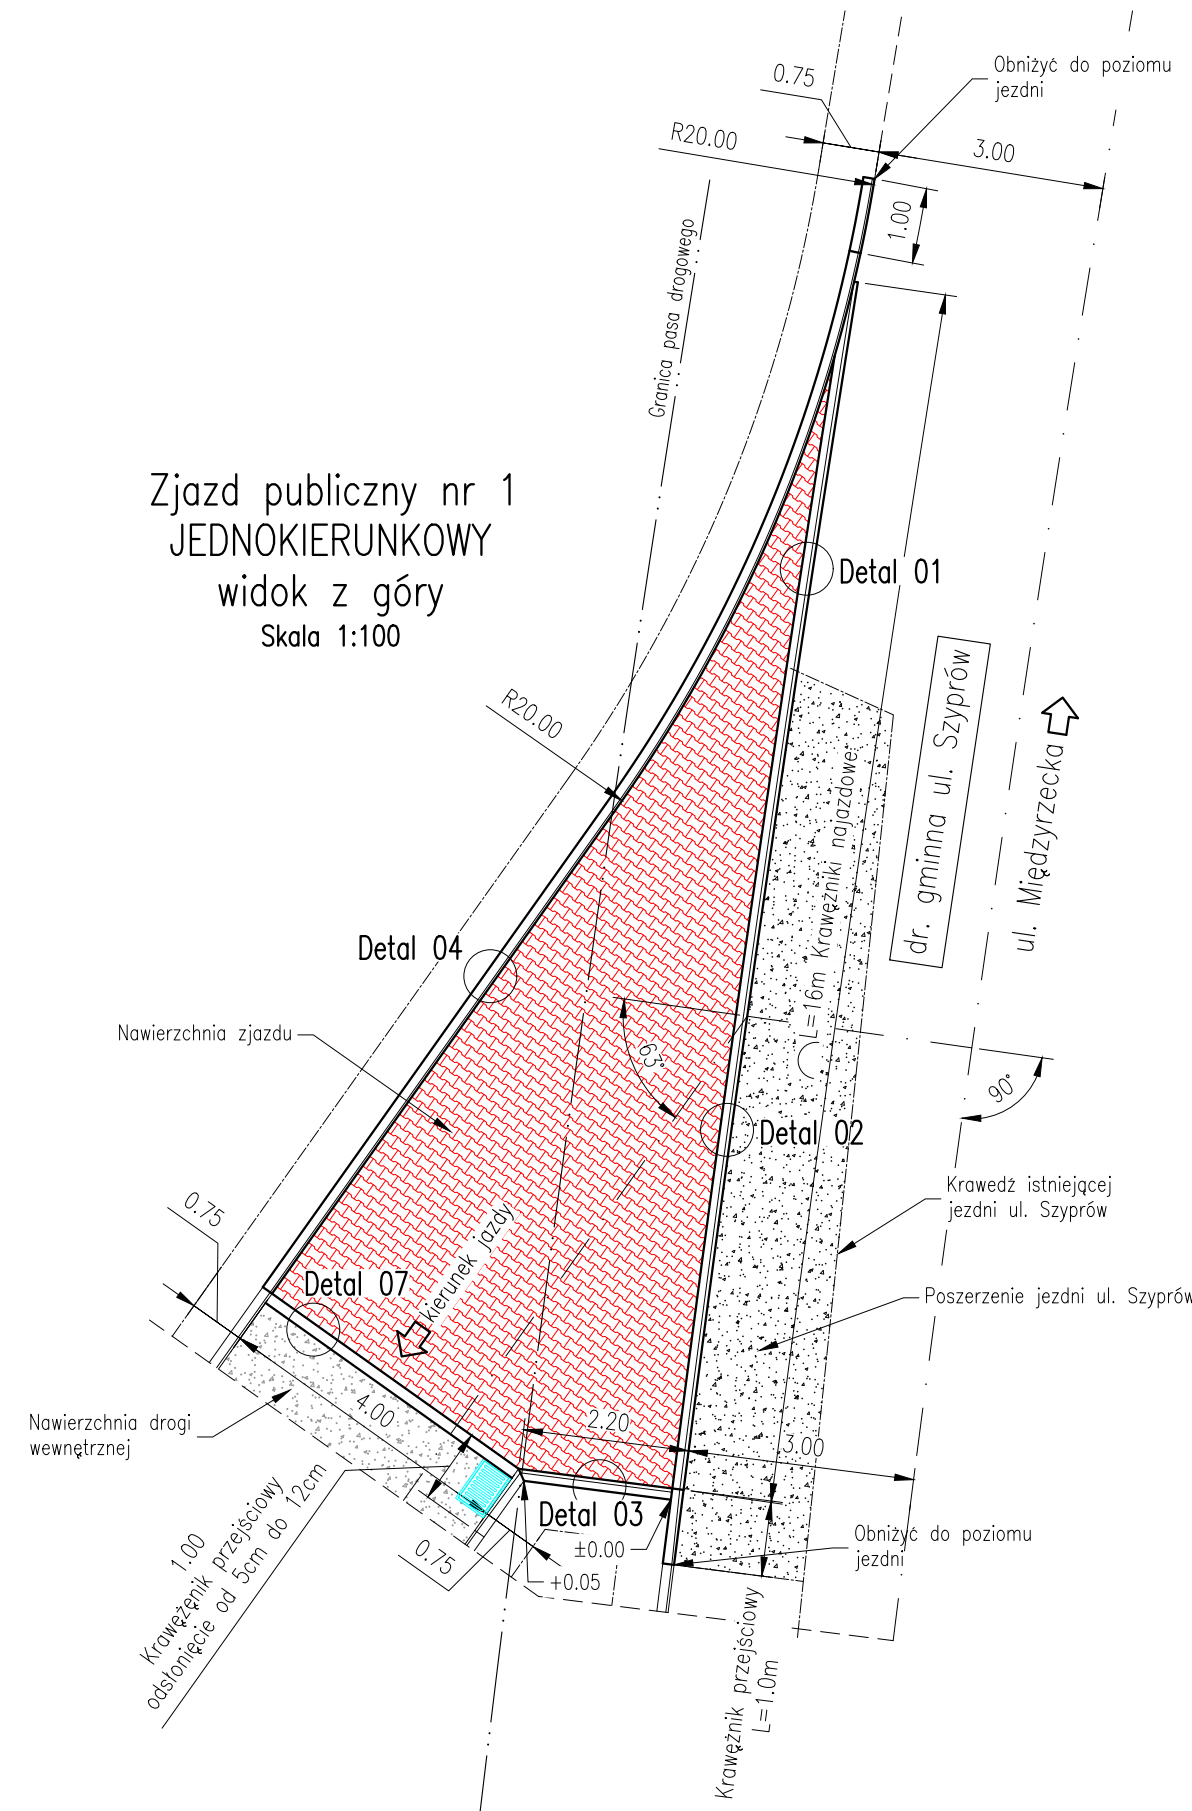 Obniżyć do poziomu
jezdni
0.75
R20.00
3.00
1.00
Granica pasa drogowego
Zjazd publiczny nr 1
JEDNOKIERUNKOWY
widok z góry
Skala 1:100
Detal 01
R20.00
dr. gminna ul. Szyprów
ul. Międzyrzecka
L=16m Krawężniki najazdowe
Detal 04
Nawierzchnia zjazdu
63°
90°
Detal 02
Krawedź istniejącej
jezdni ul. Szyprów
0.75
kierunek jazdy
Detal 07
Poszerzenie jezdni ul. Szyprów
4.00
2.20
3.00
Nawierzchnia drogi
wewnętrznej
Detal 03
±0.00
+0.05
0.75
Obniżyć do poziomu
jezdni
1.00
Krawężenik przejściowy
odsłonięcie od 5cm do 12cm
Krawężnik przejściowy
L=1.0m